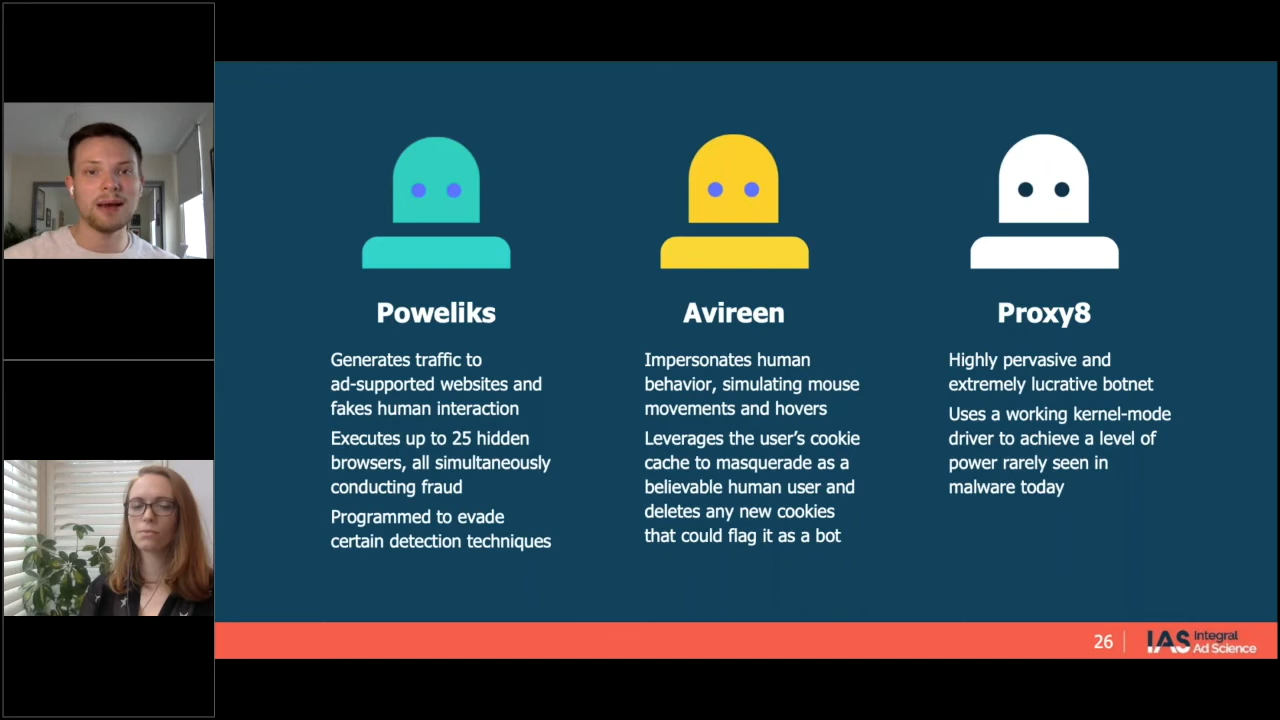 Poweliks
Generates traffic to
ad-supported websites and
fakes human interaction
Executes up to 25 hidden
browsers, all simultaneously
conducting fraud
Programmed to evade
certain detection techniques
Avireen
Impersonates human
behavior, simulating mouse
movements and hovers
Leverages the user’s cookie
cache to masquerade as a
believable human user and
deletes any new cookies
that could flag it as a bot
Proxy8
Highly pervasive and
extremely lucrative botnet
Uses a working kernel-mode
driver to achieve a level of
power rarely seen in
malware today
26
IAS Integral
Ad Science